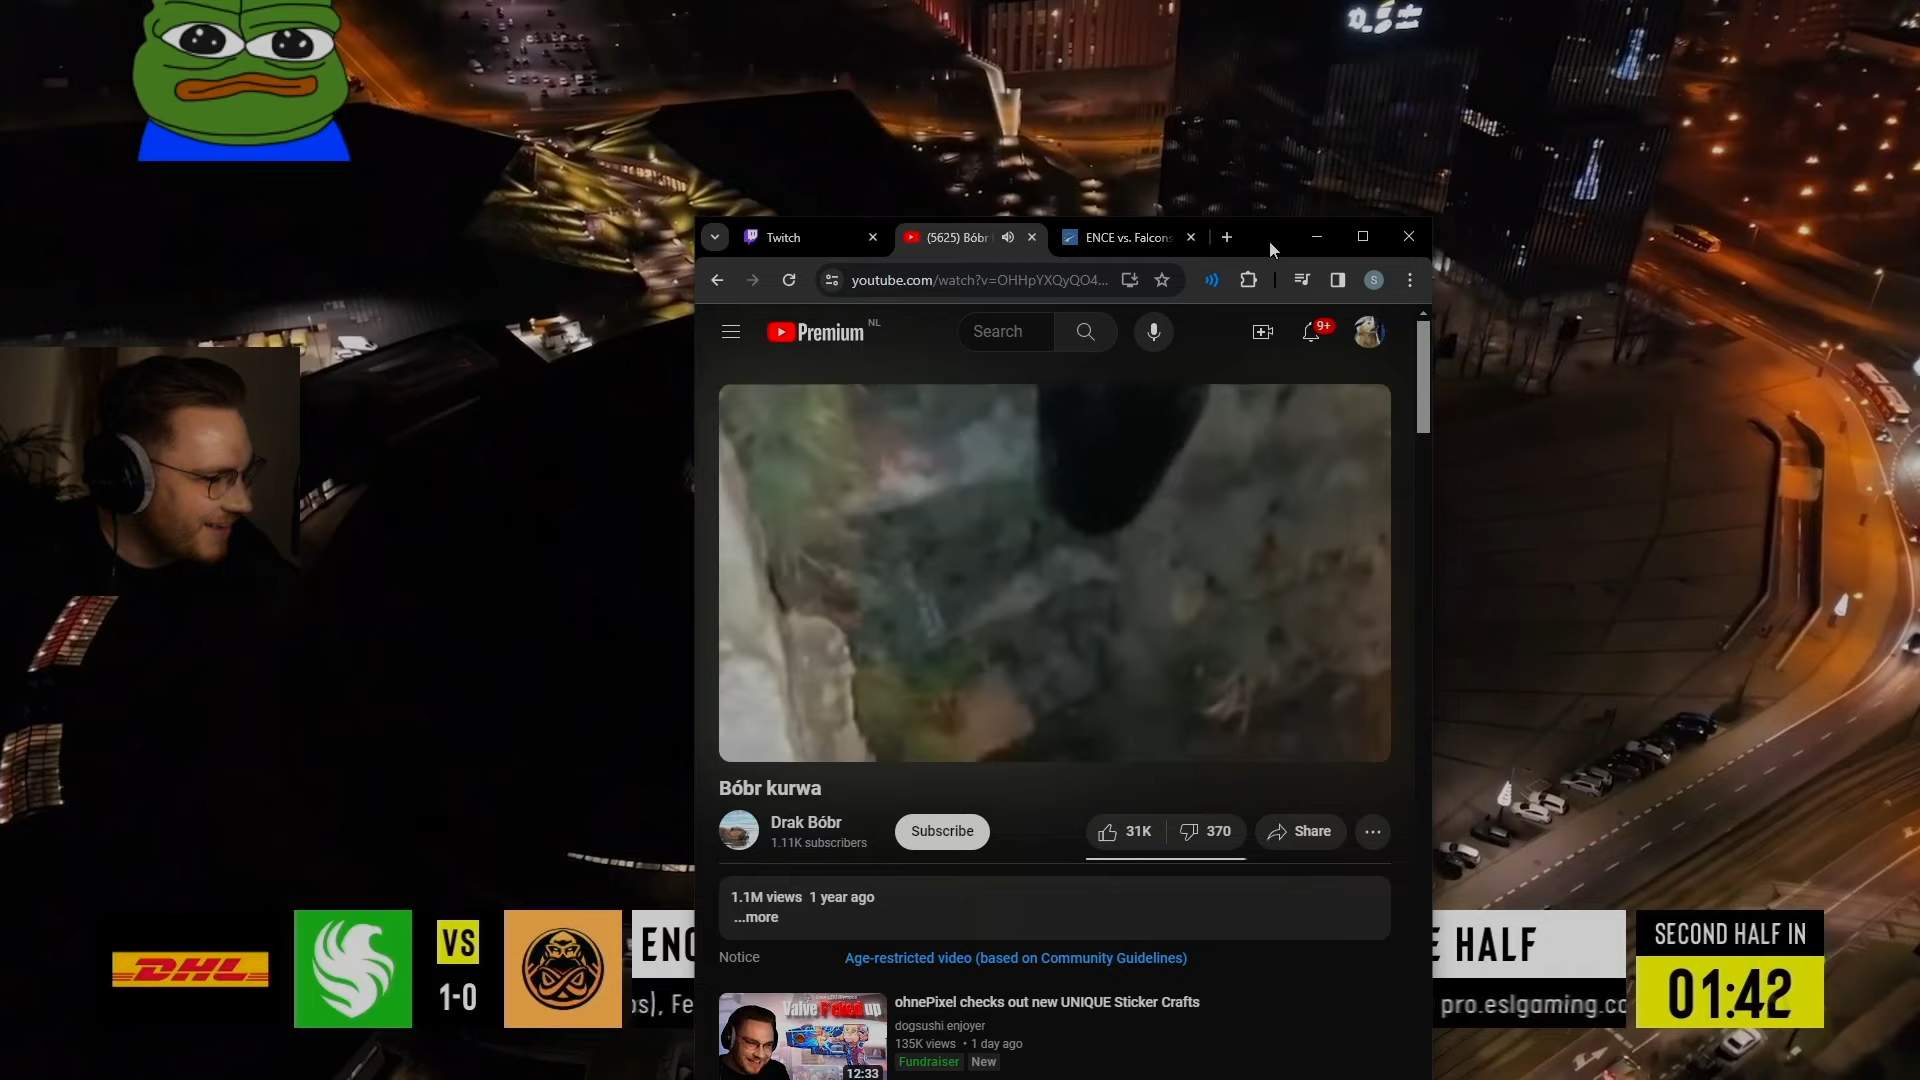 Twitch
(5625) Bóbr
ENCE vs. Falcons
youtube.com/watch?v=OHHpYXQyQO4...
S
Premium NL
Search
9+
Bóbr kurwa
Drak Bóbr
1.11K subscribers
Subscribe
31K
370
Share
1.1M views 1 year ago
...more
Notice
Age-restricted video (based on Community Guidelines)
ohnePixel checks out new UNIQUE Sticker Crafts
dogsushi enjoyer
135K views • 1 day ago
Fundraiser
New
12:33
DHL
VS
1-0
HALF
pro.eslgaming.co
SECOND HALF IN
01:42